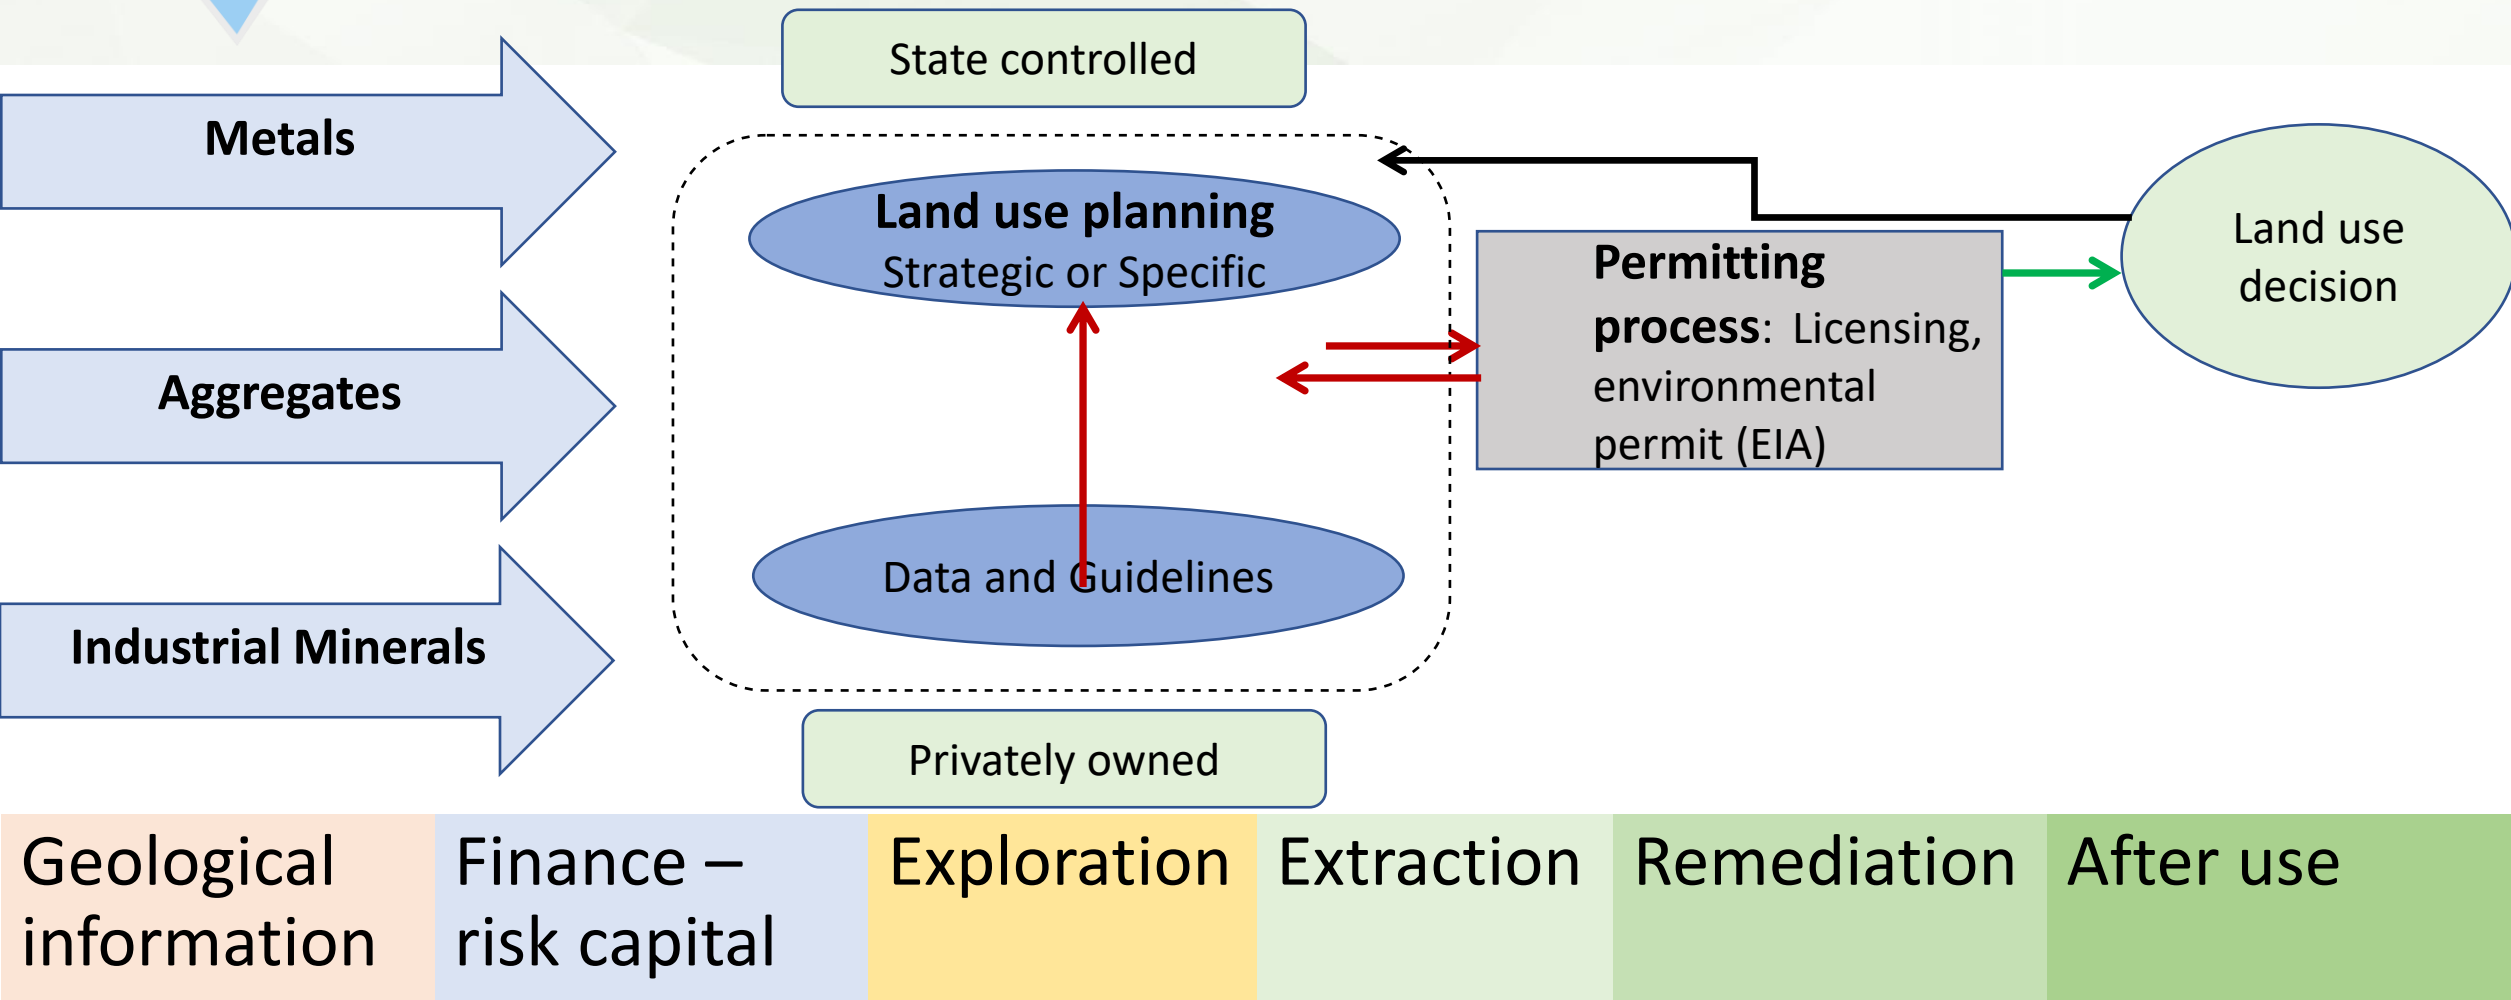 State controlled
Metals
Land use planning
Strategic or Specific
Aggregates
Permitting
process:  Licensing,
environmental
permit (EIA)
Land use
decision
Data and Guidelines
Industrial Minerals
Privately owned
Geological
information
Finance –
risk capital
Exploration
Extraction
Remediation
After use